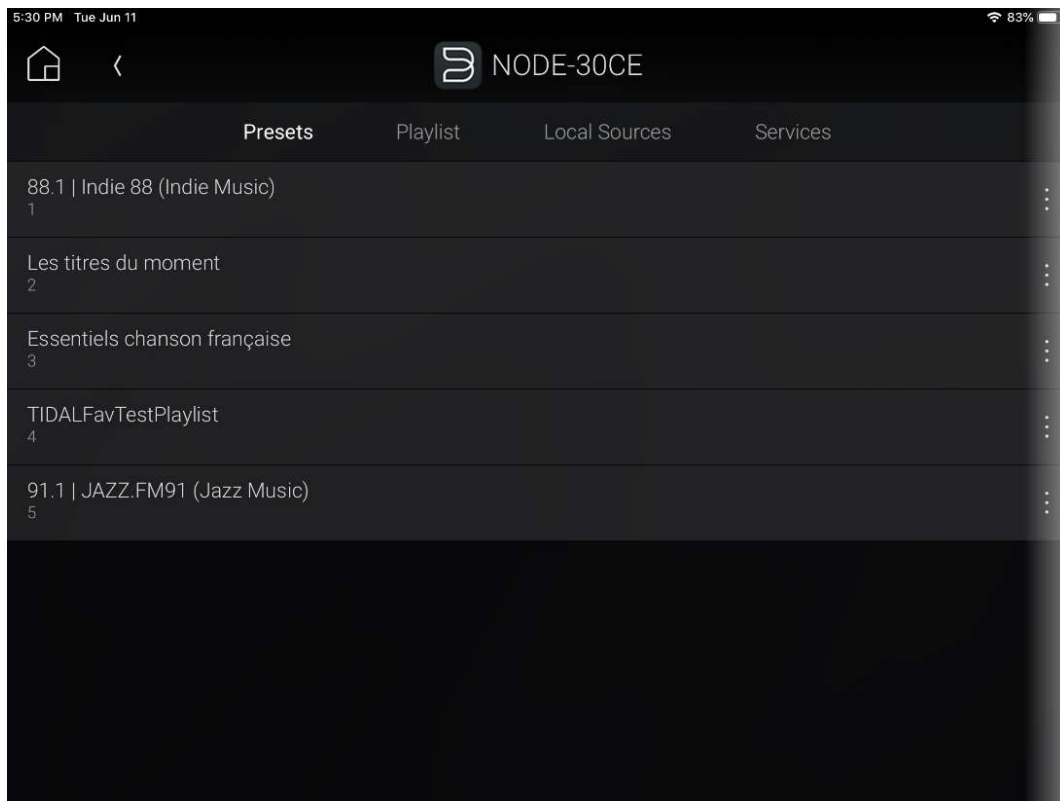 5:30 PM Tue Jun 11 83%
NODE-30CE
Presets Playlist Local Sources Services
88.1 | Indie 88 (Indie Music)
1
Les titres du moment
2
Essentiels chanson française
3
TIDALFavTestPlaylist
4
91.1 | JAZZ.FM91 (Jazz Music)
5